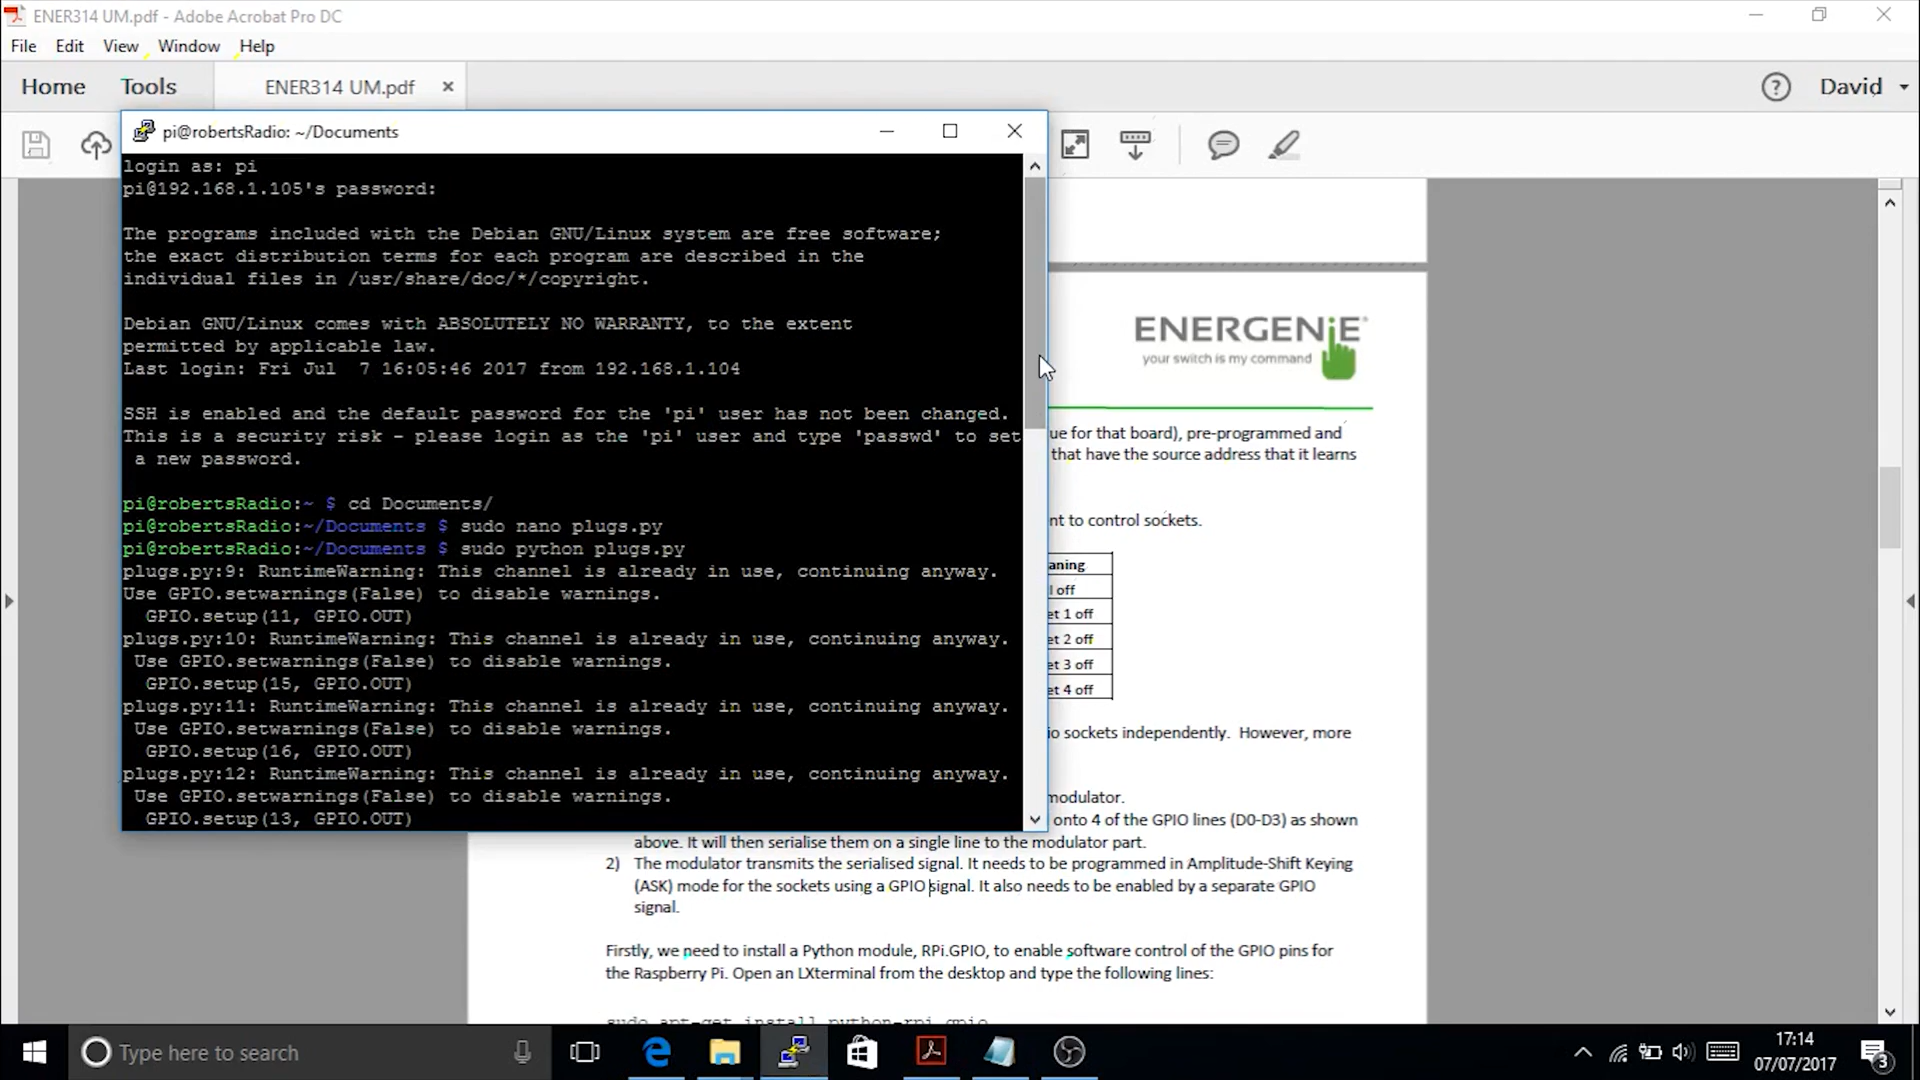 ENER314 UM.pdf - Adobe Acrobat Pro DC
File Edit View Window Help
Home Tools ENER314 UM.pdf × ? David
pi@robertsRadio: ~/Documents
login as: pi
pi@192.168.1.105's password:
The programs included with the Debian GNU/Linux system are free software;
the exact distribution terms for each program are described in the
individual files in /usr/share/doc/*/copyright.
Debian GNU/Linux comes with ABSOLUTELY NO WARRANTY, to the extent
permitted by applicable law.
Last login: Fri Jul  7 16:05:46 2017 from 192.168.1.104
SSH is enabled and the default password for the 'pi' user has not been changed.
This is a security risk - please login as the 'pi' user and type 'passwd' to set
 a new password.
pi@robertsRadio:~ $ cd Documents/
pi@robertsRadio:~/Documents $ sudo nano plugs.py
pi@robertsRadio:~/Documents $ sudo python plugs.py
plugs.py:9: RuntimeWarning: This channel is already in use, continuing anyway.
Use GPIO.setwarnings(False) to disable warnings.
  GPIO.setup(11, GPIO.OUT)
plugs.py:10: RuntimeWarning: This channel is already in use, continuing anyway.
 Use GPIO.setwarnings(False) to disable warnings.
  GPIO.setup(15, GPIO.OUT)
plugs.py:11: RuntimeWarning: This channel is already in use, continuing anyway.
 Use GPIO.setwarnings(False) to disable warnings.
  GPIO.setup(16, GPIO.OUT)
plugs.py:12: RuntimeWarning: This channel is already in use, continuing anyway.
 Use GPIO.setwarnings(False) to disable warnings.
  GPIO.setup(13, GPIO.OUT)
ENERGENiE
your switch is my command
ue for that board), pre-programmed and
that have the source address that it learns
nt to control sockets.
aning
l off
et 1 off
et 2 off
et 3 off
et 4 off
io sockets independently. However, more
modulator.
onto 4 of the GPIO lines (D0-D3) as shown
above. It will then serialise them on a single line to the modulator part.
2) The modulator transmits the serialised signal. It needs to be programmed in Amplitude-Shift Keying
(ASK) mode for the sockets using a GPIO signal. It also needs to be enabled by a separate GPIO
signal.
Firstly, we need to install a Python module, RPi.GPIO, to enable software control of the GPIO pins for
the Raspberry Pi. Open an LXterminal from the desktop and type the following lines:
sudo apt-get install python-rpi.gpio
Type here to search
17:14
07/07/2017
3